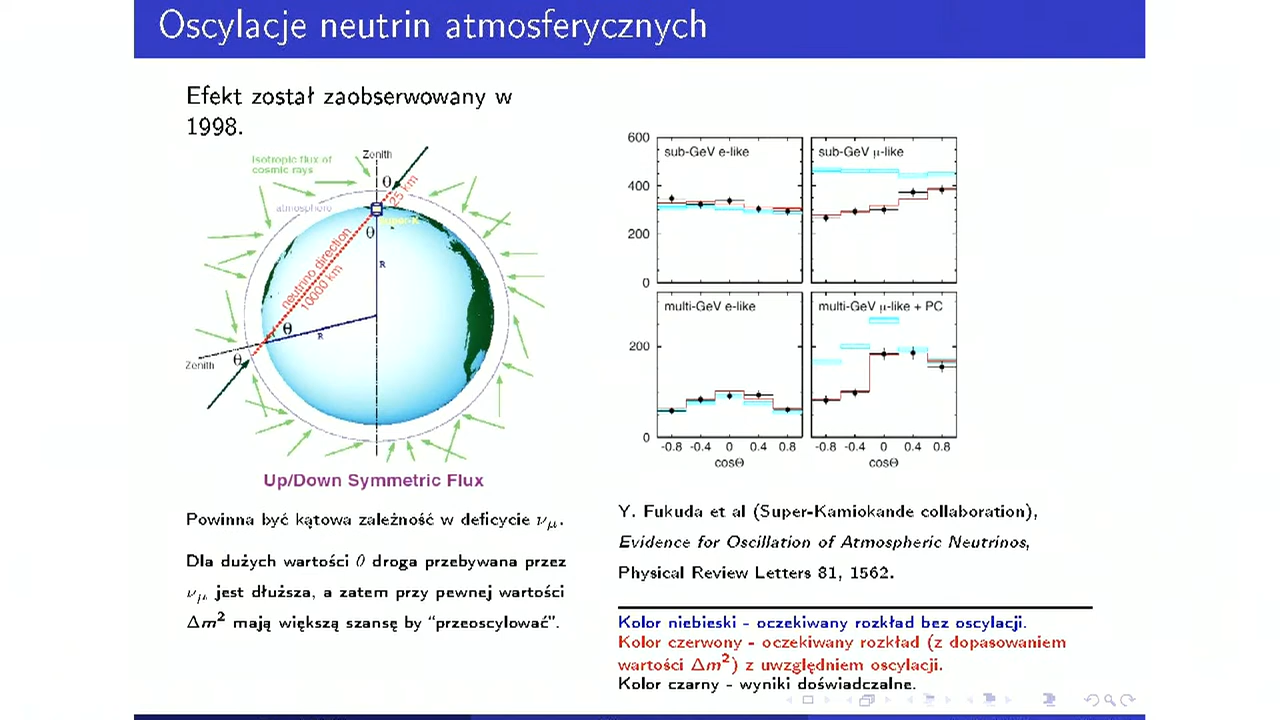 Oscylacje neutrin atmosferycznych
Efekt został zaobserwowany w
1998.
Isotropic flux of
cosmic rays
Zenith
θ
25 km
atmosphere
θ
neutrino direction
10000 km
R
θ
R
Zenith
θ
Up/Down Symmetric Flux
Powinna być kątowa zależność w deficycie νμ.
Dla dużych wartości θ droga przebywana przez
νμ jest dłuższa, a zatem przy pewnej wartości
Δm² mają większą szansę by "przeoscylować".
600
400
200
0
sub-GeV e-like
sub-GeV μ-like
200
0
multi-GeV e-like
multi-GeV μ-like + PC
-0.8 -0.4 0 0.4 0.8
-0.8 -0.4 0 0.4 0.8
cosΘ
cosΘ
Y. Fukuda et al (Super-Kamiokande collaboration),
Evidence for Oscillation of Atmospheric Neutrinos,
Physical Review Letters 81, 1562.
Kolor niebieski - oczekiwany rozkład bez oscylacji.
Kolor czerwony - oczekiwany rozkład (z dopasowaniem
wartości Δm²) z uwzględniem oscylacji.
Kolor czarny - wyniki doświadczalne.